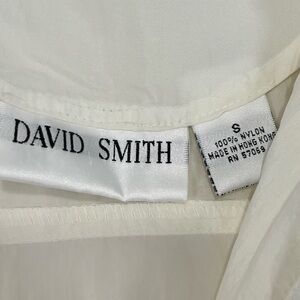 DAVID SMITH
S
100% NYLON
MADE IN HONG KONG
RN 57069